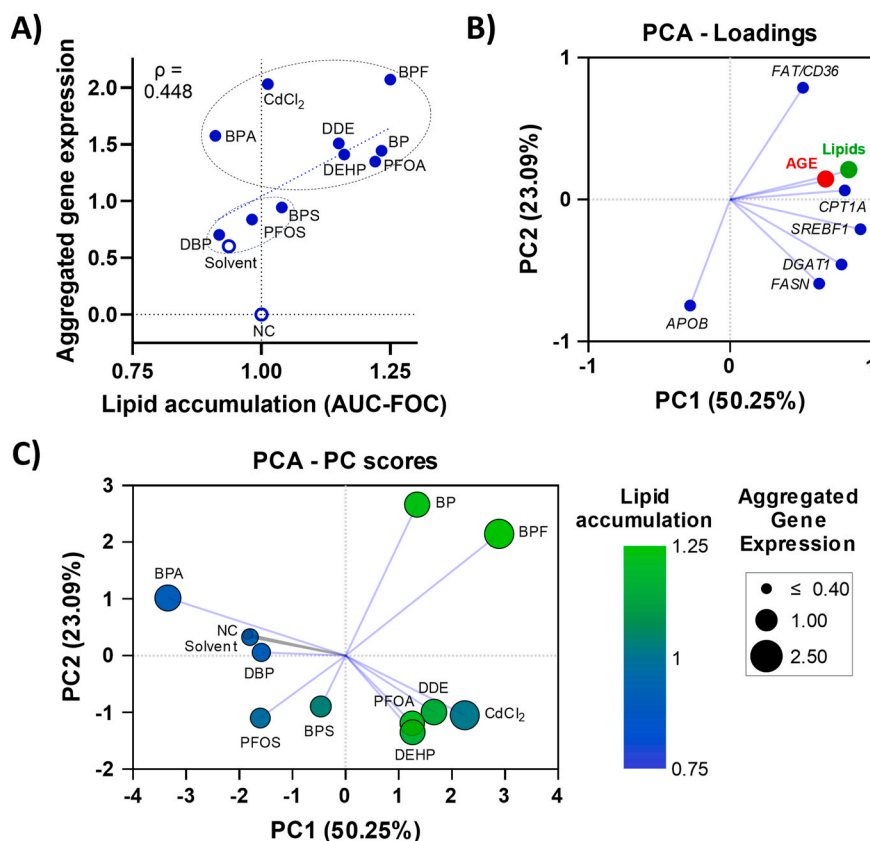 A)
Aggregated gene expression
2.0
1.5
1.0
0.5
0.0
ρ =
0.448
BPF
CdCl₂
BPA
DDE
BP
DEHP
PFOA
BPS
PFOS
DBP
Solvent
NC
0.75
1.00
1.25
Lipid accumulation (AUC-FOC)
B)
PCA - Loadings
PC2 (23.09%)
1
0
-1
FAT/CD36
Lipids
AGE
CPT1A
SREBF1
DGAT1
FASN
APOB
-1
0
1
PC1 (50.25%)
C)
PCA - PC scores
PC2 (23.09%)
3
2
1
0
-1
-2
BP
BPF
BPA
NC
Solvent
DBP
PFOS
BPS
PFOA
DDE
CdCl₂
DEHP
-4
-3
-2
-1
0
1
2
3
4
PC1 (50.25%)
Lipid
accumulation
1.25
1
0.75
Aggregated
Gene
Expression
≤ 0.40
1.00
2.50